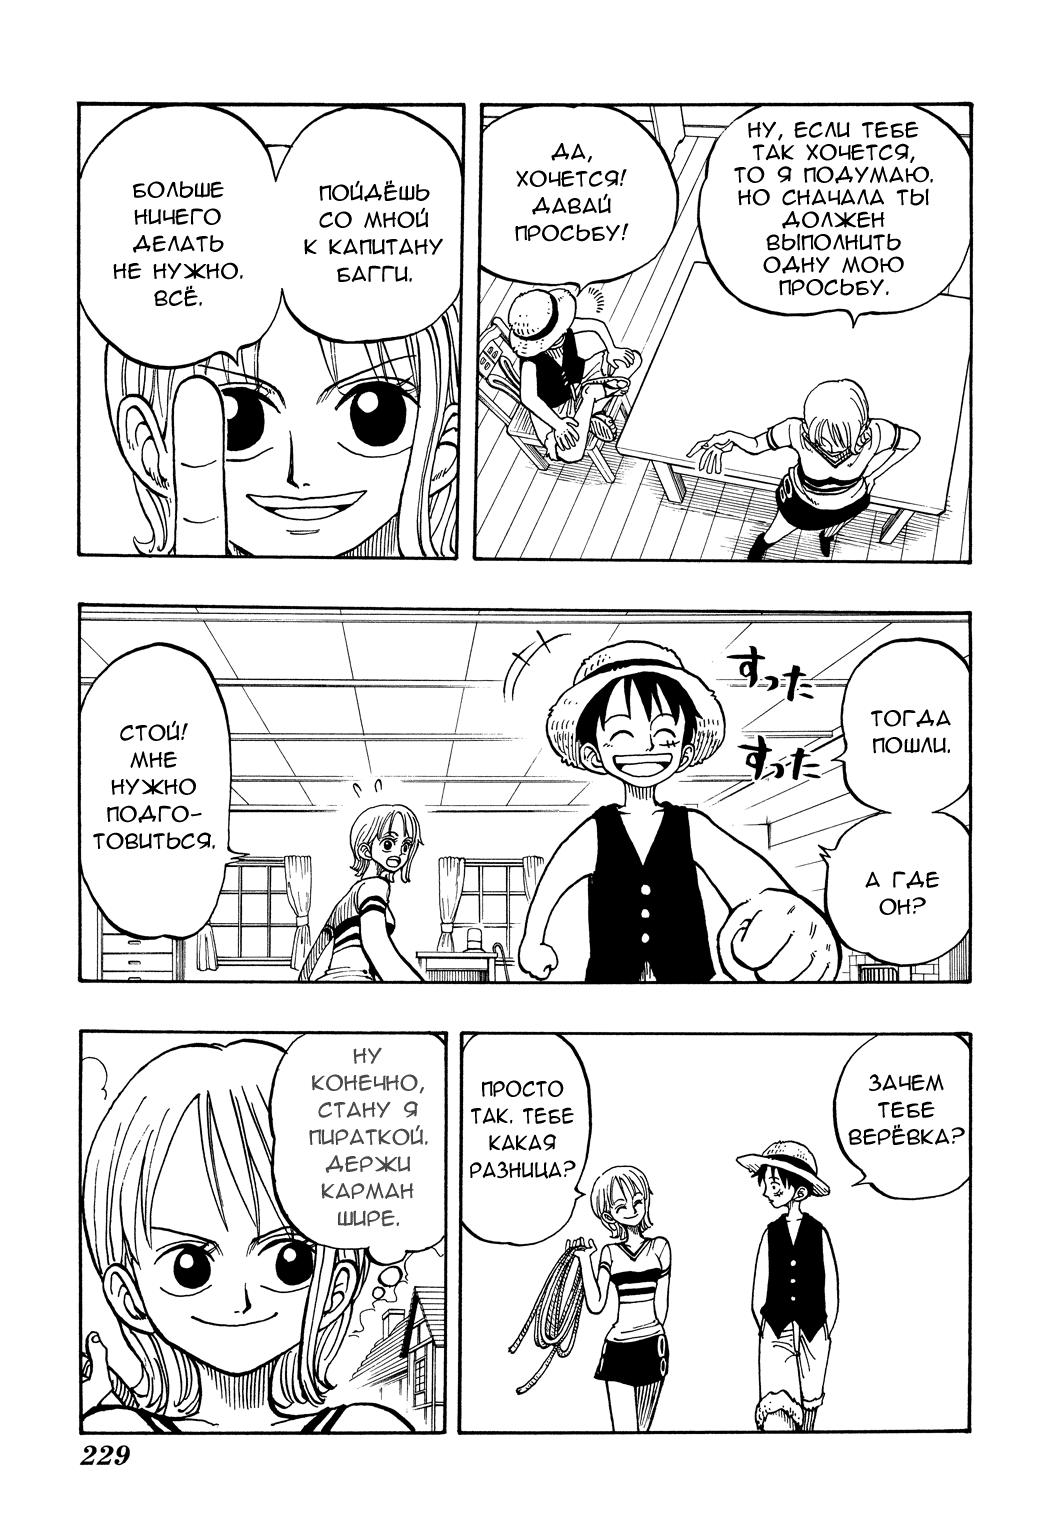 НУ, ЕСЛИ ТЕБЕ
ТАК ХОЧЕТСЯ,
ТО Я ПОДУМАЮ.
НО СНАЧАЛА ТЫ
ДОЛЖЕН
ВЫПОЛНИТЬ
ОДНУ МОЮ
ПРОСЬБУ.
ДА,
ХОЧЕТСЯ!
ДАВАЙ
ПРОСЬБУ!
ПОЙДЁШЬ
СО МНОЙ
К КАПИТАНУ
БАГГИ.
БОЛЬШЕ
НИЧЕГО
ДЕЛАТЬ
НЕ НУЖНО.
ВСЁ.
ТОГДА
ПОШЛИ.
А ГДЕ
ОН?
すった
すった
СТОЙ!
МНЕ
НУЖНО
ПОДГО-
ТОВИТЬСЯ.
ЗАЧЕМ
ТЕБЕ
ВЕРЁВКА?
ПРОСТО
ТАК. ТЕБЕ
КАКАЯ
РАЗНИЦА?
НУ
КОНЕЧНО,
СТАНУ Я
ПИРАТКОЙ.
ДЕРЖИ
КАРМАН
ШИРЕ.
229